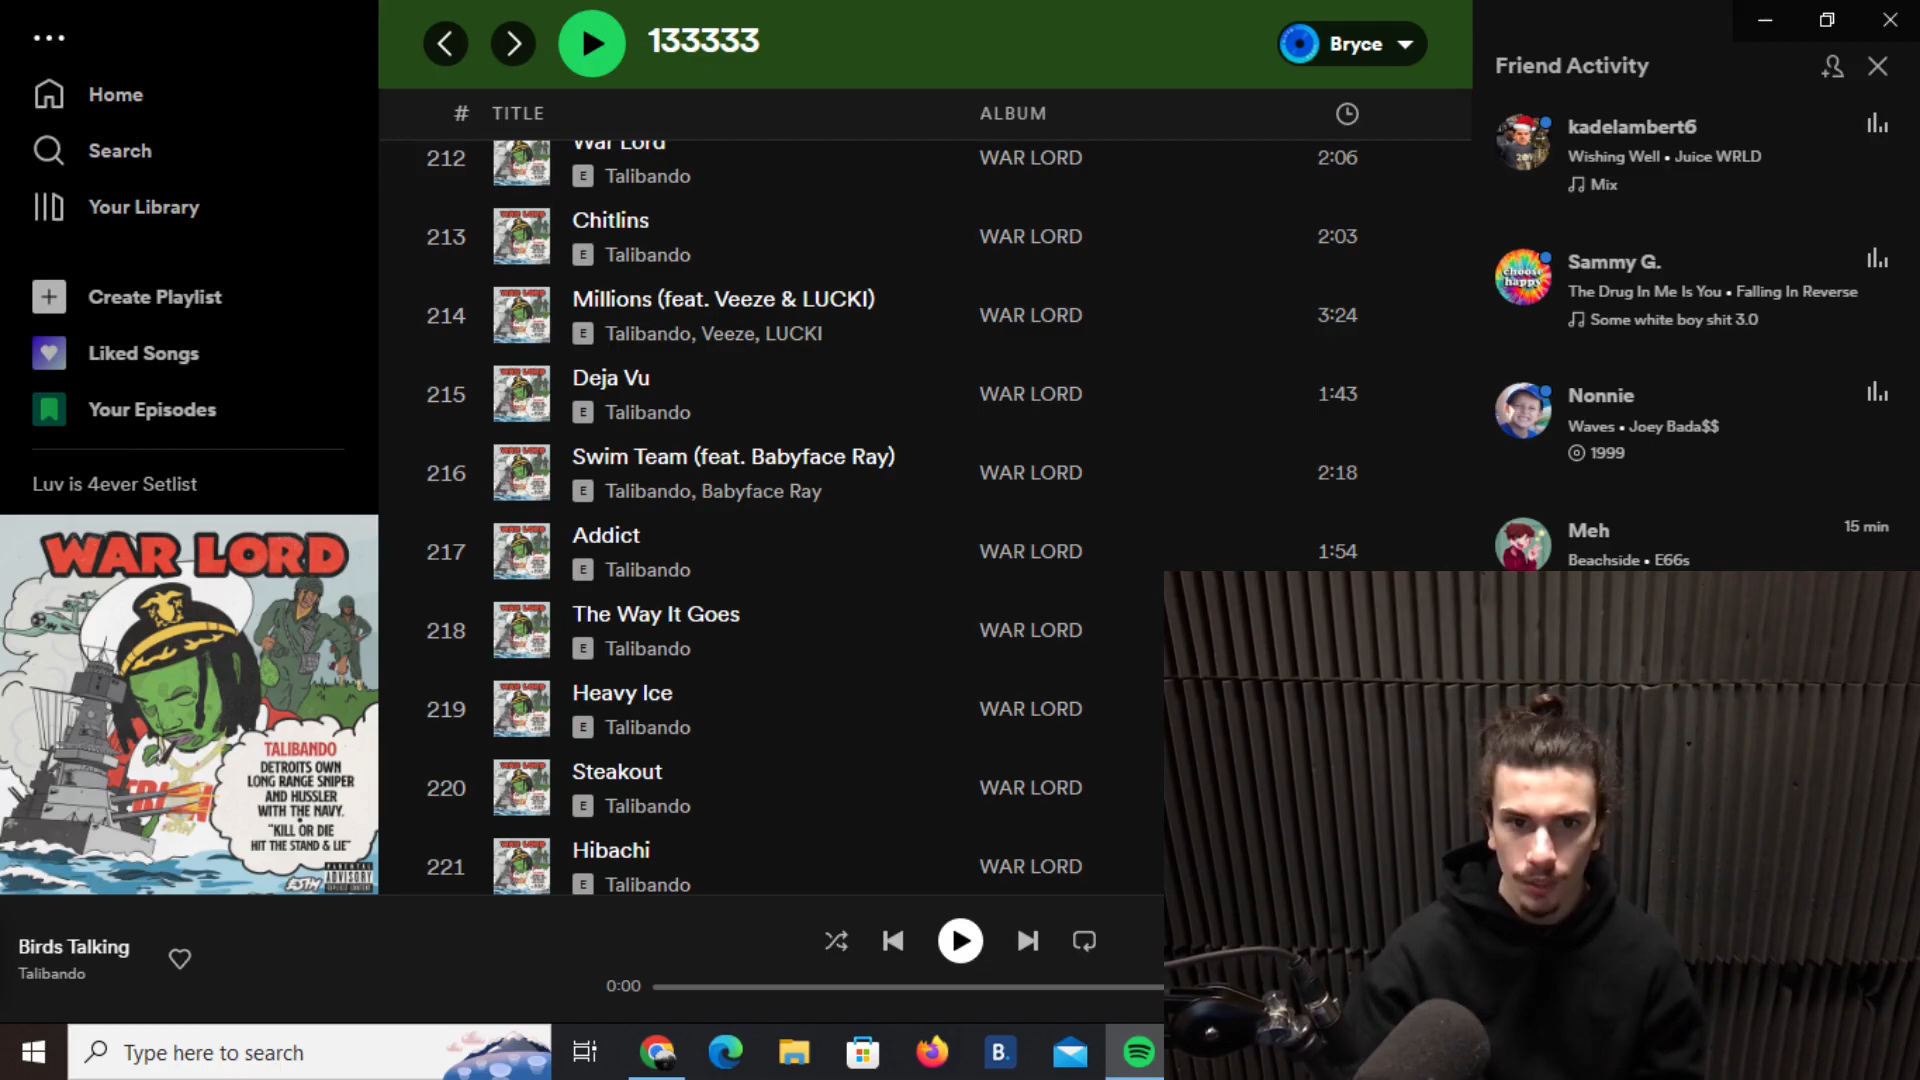 Home
Search
Your Library
Create Playlist
Liked Songs
Your Episodes
Luv is 4ever Setlist
WAR LORD
TALIBANDO
DETROITS OWN
LONG RANGE SNIPER
AND HUSSLER
WITH THE NAVY.
"KILL OR DIE
HIT THE STAND & LIE"
PARENTAL
ADVISORY
EXPLICIT CONTENT
Birds Talking
Talibando
133333
Bryce
# TITLE ALBUM
212 War Lord WAR LORD 2:06
E Talibando
213 Chitlins WAR LORD 2:03
E Talibando
214 Millions (feat. Veeze & LUCKI) WAR LORD 3:24
E Talibando, Veeze, LUCKI
215 Deja Vu WAR LORD 1:43
E Talibando
216 Swim Team (feat. Babyface Ray) WAR LORD 2:18
E Talibando, Babyface Ray
217 Addict WAR LORD 1:54
E Talibando
218 The Way It Goes WAR LORD
E Talibando
219 Heavy Ice WAR LORD
E Talibando
220 Steakout WAR LORD
E Talibando
221 Hibachi WAR LORD
E Talibando
0:00
Friend Activity
kadelambert6
Wishing Well • Juice WRLD
Mix
Sammy G.
The Drug In Me Is You • Falling In Reverse
Some white boy shit 3.0
choose
happy
Nonnie
Waves • Joey Bada$$
1999
Meh 15 min
Beachside • E66s
Type here to search
B.